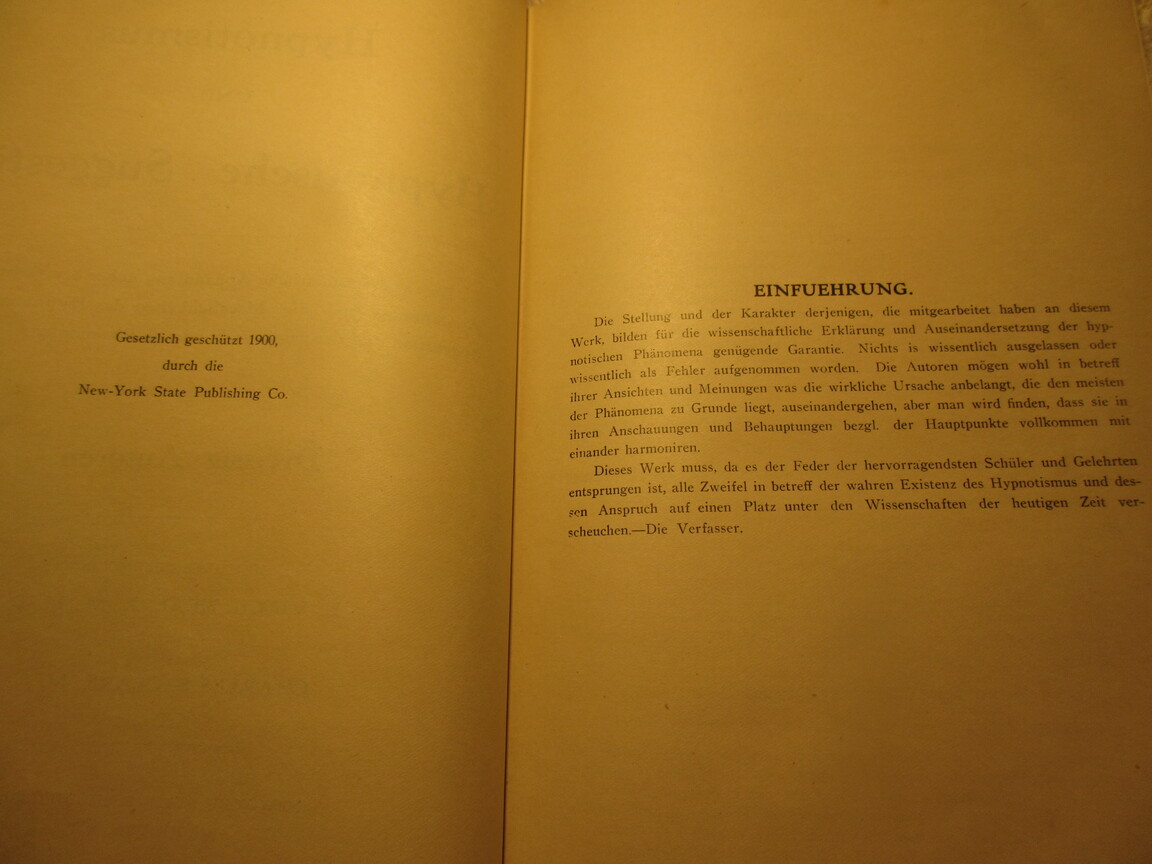 Gesetzlich geschützt 1900,
durch die
New-York State Publishing Co.
EINFUEHRUNG.
Die Stellung und der Karakter derjenigen, die mitgearbeitet haben an diesem
Werk, bilden für die wissenschaftliche Erklärung und Auseinandersetzung der hyp-
notischen Phänomena genügende Garantie. Nichts is wissentlich ausgelassen oder
wissentlich als Fehler aufgenommen worden. Die Autoren mögen wohl in betreff
ihrer Ansichten und Meinungen was die wirkliche Ursache anbelangt, die den meisten
der Phänomena zu Grunde liegt, auseinandergehen, aber man wird finden, dass sie in
ihren Anschauungen und Behauptungen bezgl. der Hauptpunkte vollkommen mit
einander harmoniren.
Dieses Werk muss, da es der Feder der hervorragendsten Schüler und Gelehrten
entsprungen ist, alle Zweifel in betreff der wahren Existenz des Hypnotismus und des-
sen Anspruch auf einen Platz unter den Wissenschaften der heutigen Zeit ver-
scheuchen.—Die Verfasser.